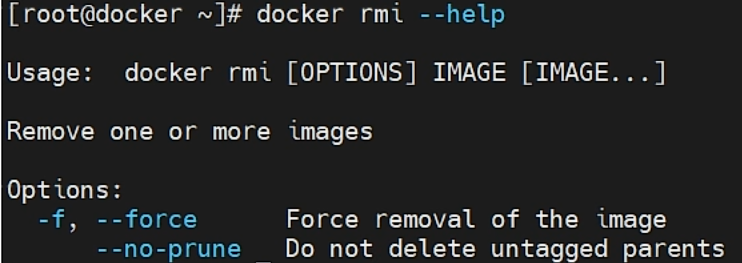 [root@docker ~]# docker rmi --help
Usage:  docker rmi [OPTIONS] IMAGE [IMAGE...]
Remove one or more images
Options:
  -f, --force      Force removal of the image
      --no-prune   Do not delete untagged parents